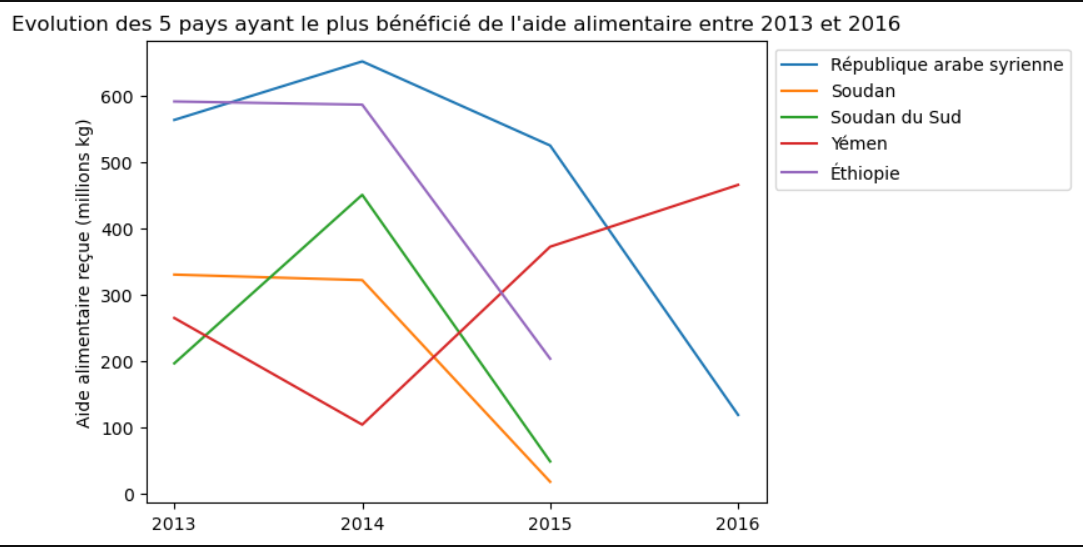 Evolution des 5 pays ayant le plus bénéficié de l'aide alimentaire entre 2013 et 2016
République arabe syrienne
Soudan
Soudan du Sud
Yémen
Éthiopie
Aide alimentaire reçue (millions kg)
600
500
400
300
200
100
0
2013 2014 2015 2016